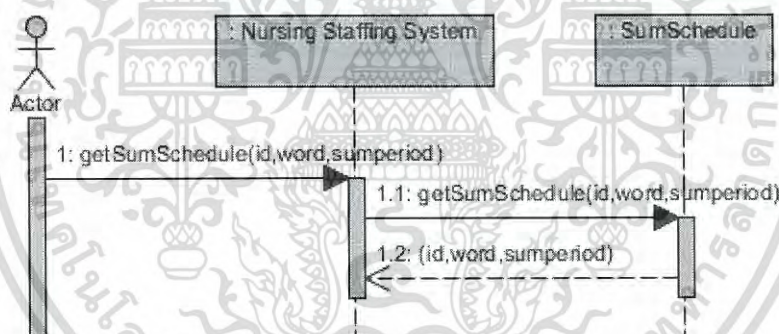 : Nursing Staffing System
: SumSchedule
Actor
1: getSumSchedule(id,word,sumperiod)
1.1: getSumSchedule(id,word,sumperiod)
1.2: (id,word,sumperiod)